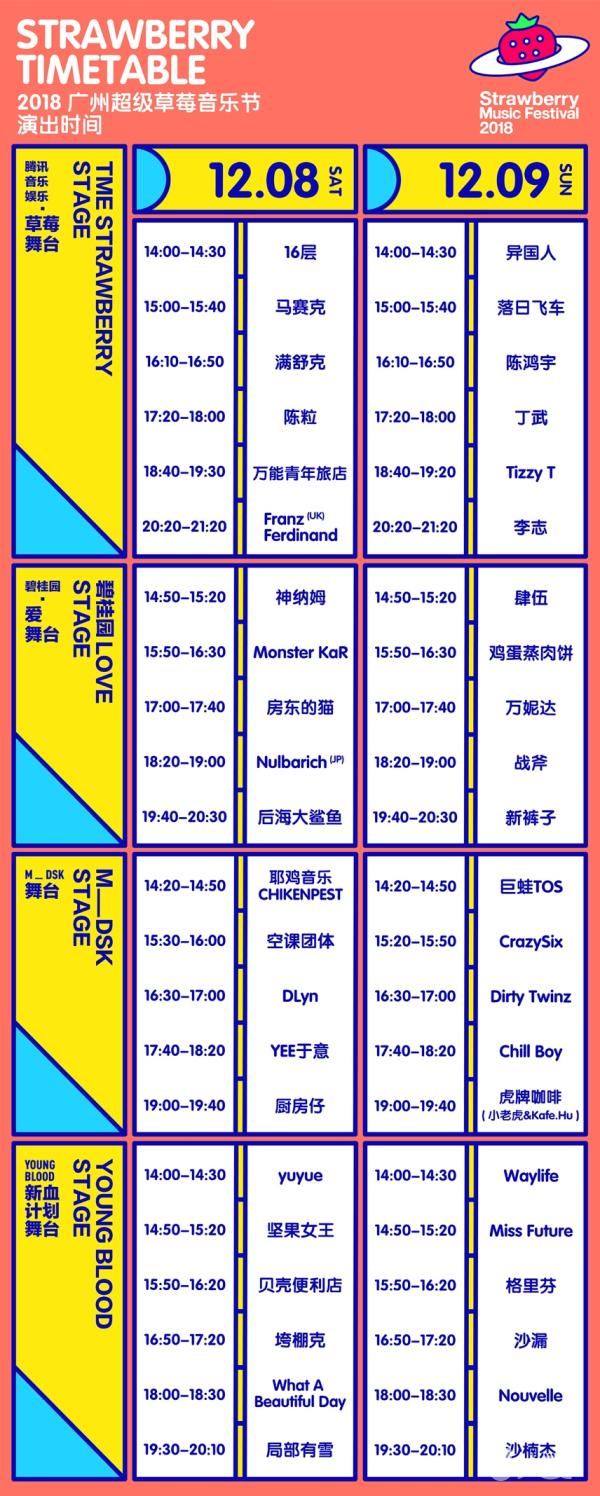 STRAWBERRY
TIMETABLE
2018 广州超级草莓音乐节
演出时间
Strawberry
Music Festival
2018
12.08 SAT
12.09 SUN
TME STRAWBERRY
STAGE
腾讯
音乐
娱乐·
草莓
舞台
14:00–14:30 16层 14:00–14:30 异国人
15:00–15:40 马赛克 15:00–15:40 落日飞车
16:10–16:50 满舒克 16:10–16:50 陈鸿宇
17:20–18:00 陈粒 17:20–18:00 丁武
18:40–19:30 万能青年旅店 18:40–19:20 Tizzy T
20:20–21:20 Franz (UK) Ferdinand 20:20–21:20 李志
碧桂园 LOVE
STAGE
碧桂园
·
爱
舞台
14:50–15:20 神纳姆 14:50–15:20 肆伍
15:50–16:30 Monster KaR 15:50–16:30 鸡蛋蒸肉饼
17:00–17:40 房东的猫 17:00–17:40 万妮达
18:20–19:00 Nulbarich (JP) 18:20–19:00 战斧
19:40–20:30 后海大鲨鱼 19:40–20:30 新裤子
M__DSK
STAGE
M__DSK
舞台
14:20–14:50 耶鸡音乐 CHIKENPEST 14:20–14:50 巨蛙TOS
15:30–16:00 空课团体 15:20–15:50 CrazySix
16:30–17:00 DLyn 16:30–17:00 Dirty Twinz
17:40–18:20 YEE于意 17:40–18:20 Chill Boy
19:00–19:40 厨房仔 19:00–19:40 虎牌咖啡
(小老虎&Kafe.Hu)
YOUNG BLOOD
STAGE
YOUNG
BLOOD
新血
计划
舞台
14:00–14:30 yuyue 14:00–14:30 Waylife
14:50–15:20 坚果女王 14:50–15:20 Miss Future
15:50–16:20 贝壳便利店 15:50–16:20 格里芬
16:50–17:20 垮棚克 16:50–17:20 沙漏
18:00–18:30 What A Beautiful Day 18:00–18:30 Nouvelle
19:30–20:10 局部有雪 19:30–20:10 沙楠杰